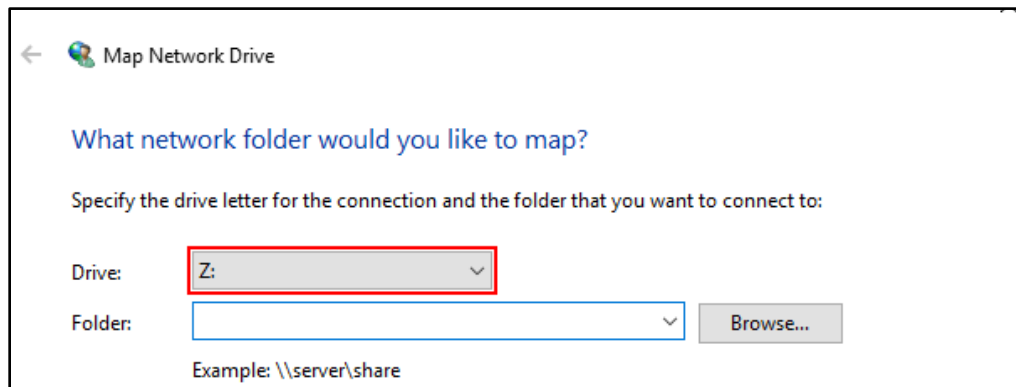 Map Network Drive
What network folder would you like to map?
Specify the drive letter for the connection and the folder that you want to connect to:
Drive: Z:
Folder: Browse...
Example: \\server\share